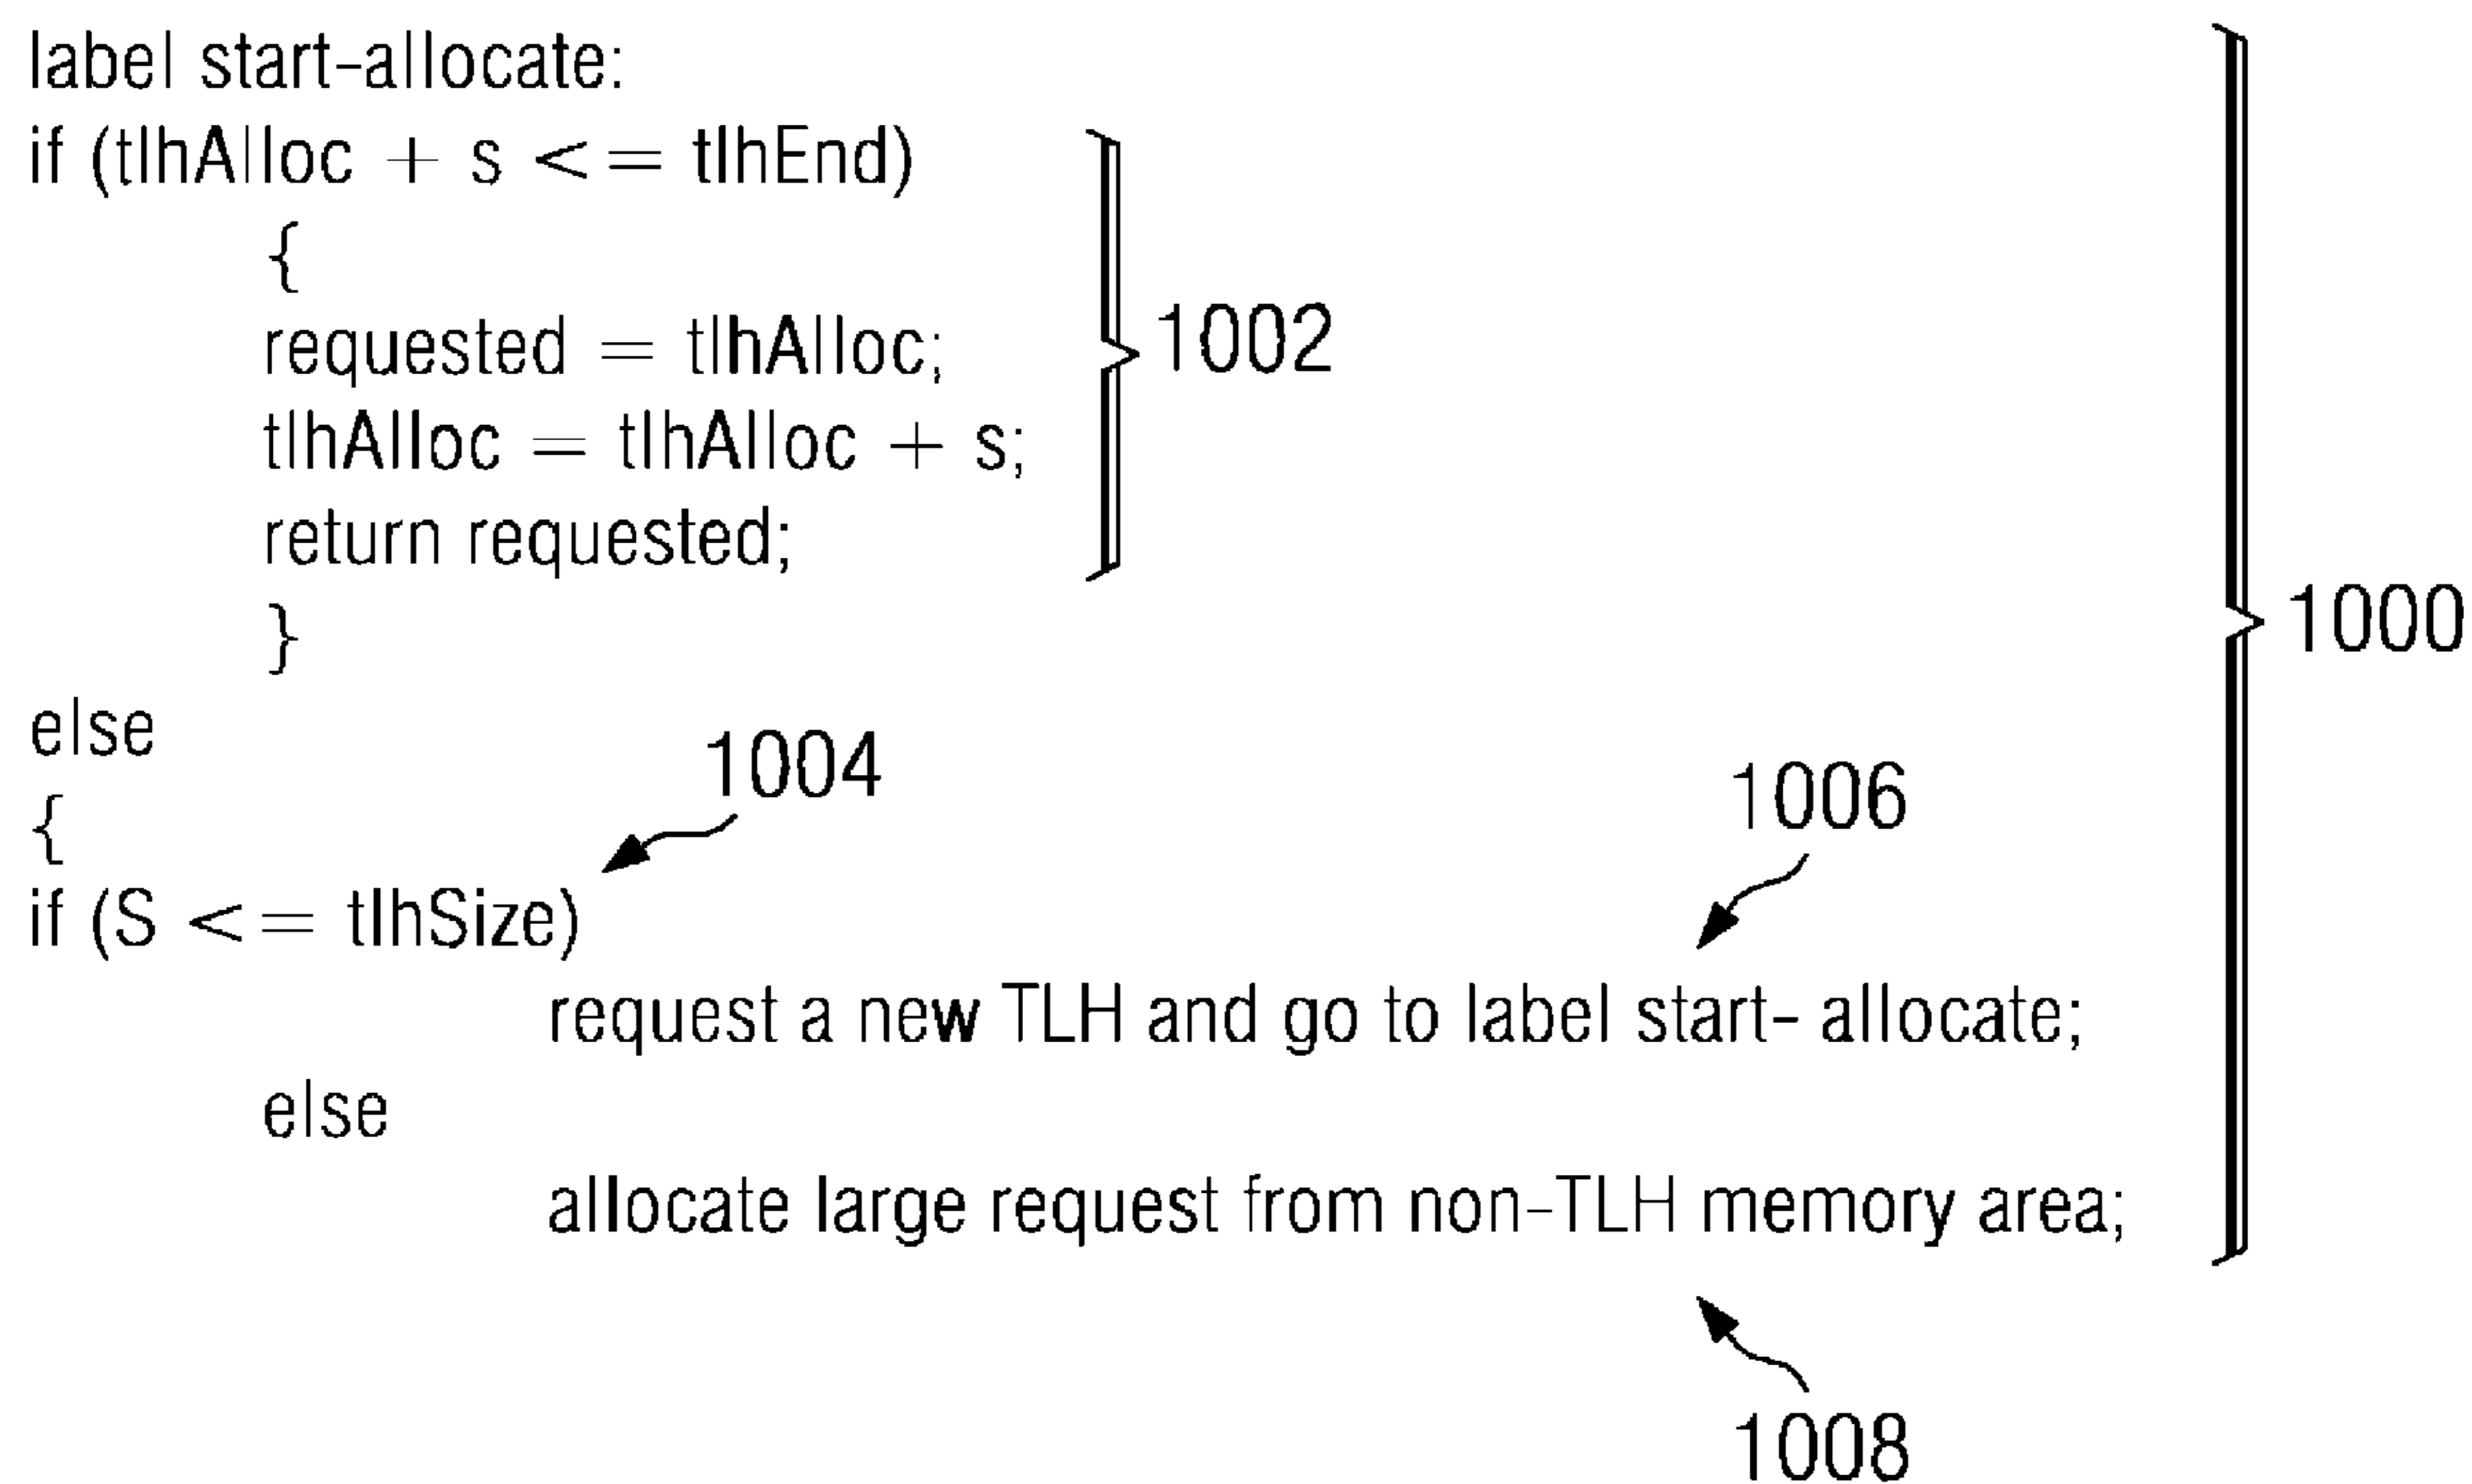 label start-allocate:
if (tlhAlloc + s <= tlhEnd)
{
requested = tlhAlloc;
1002
tlhAlloc = tlhAlloc + s;
return requested;
}
1000
else
1004
1006
{
if (S <= tlhSize)
request a new TLH and go to label start- allocate;
else
allocate large request from non-TLH memory area;
1008